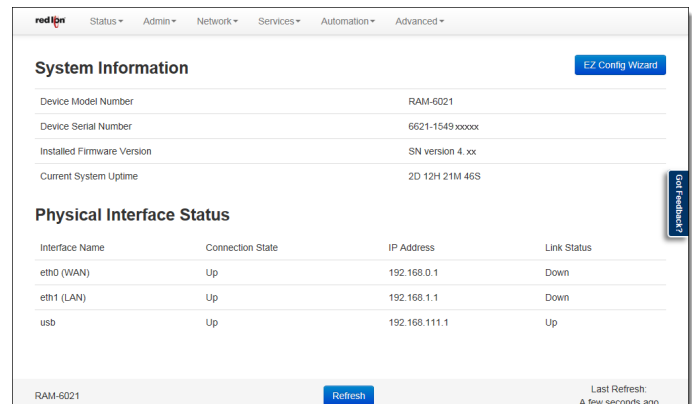 red lion Status Admin Network Services Automation Advanced
System Information EZ Config Wizard
Device Model Number RAM-6021
Device Serial Number 6621-1549 xxxxx
Installed Firmware Version SN version 4. xx
Current System Uptime 2D 12H 21M 46S
Got Feedback?
Physical Interface Status
Interface Name Connection State IP Address Link Status
eth0 (WAN) Up 192.168.0.1 Down
eth1 (LAN) Up 192.168.1.1 Down
usb Up 192.168.111.1 Up
RAM-6021 Refresh Last Refresh:
A few seconds ago